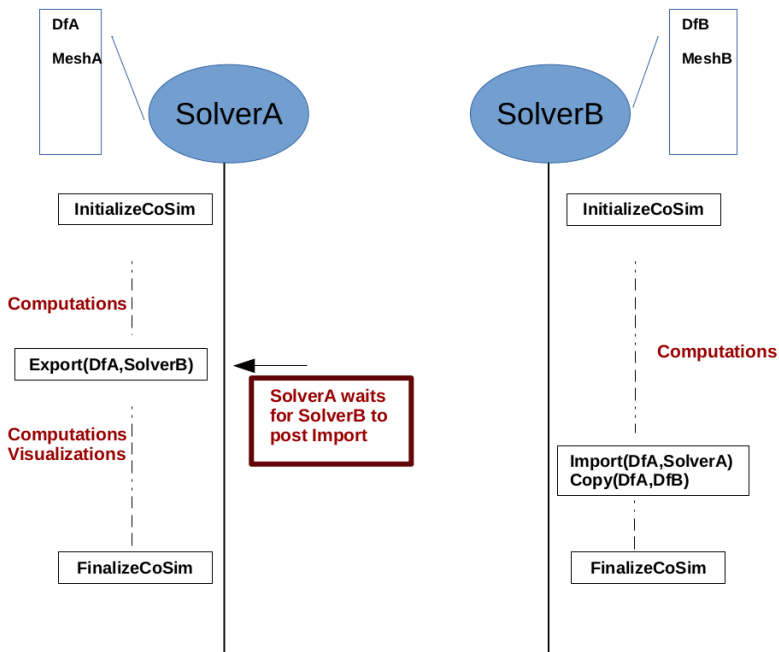 DfA
MeshA
SolverA
DfB
MeshB
SolverB
InitializeCoSim
InitializeCoSim
Computations
Export(DfA,SolverB)
SolverA waits
for SolverB to
post Import
Computations
Computations
Visualizations
Import(DfA,SolverA)
Copy(DfA,DfB)
FinalizeCoSim
FinalizeCoSim